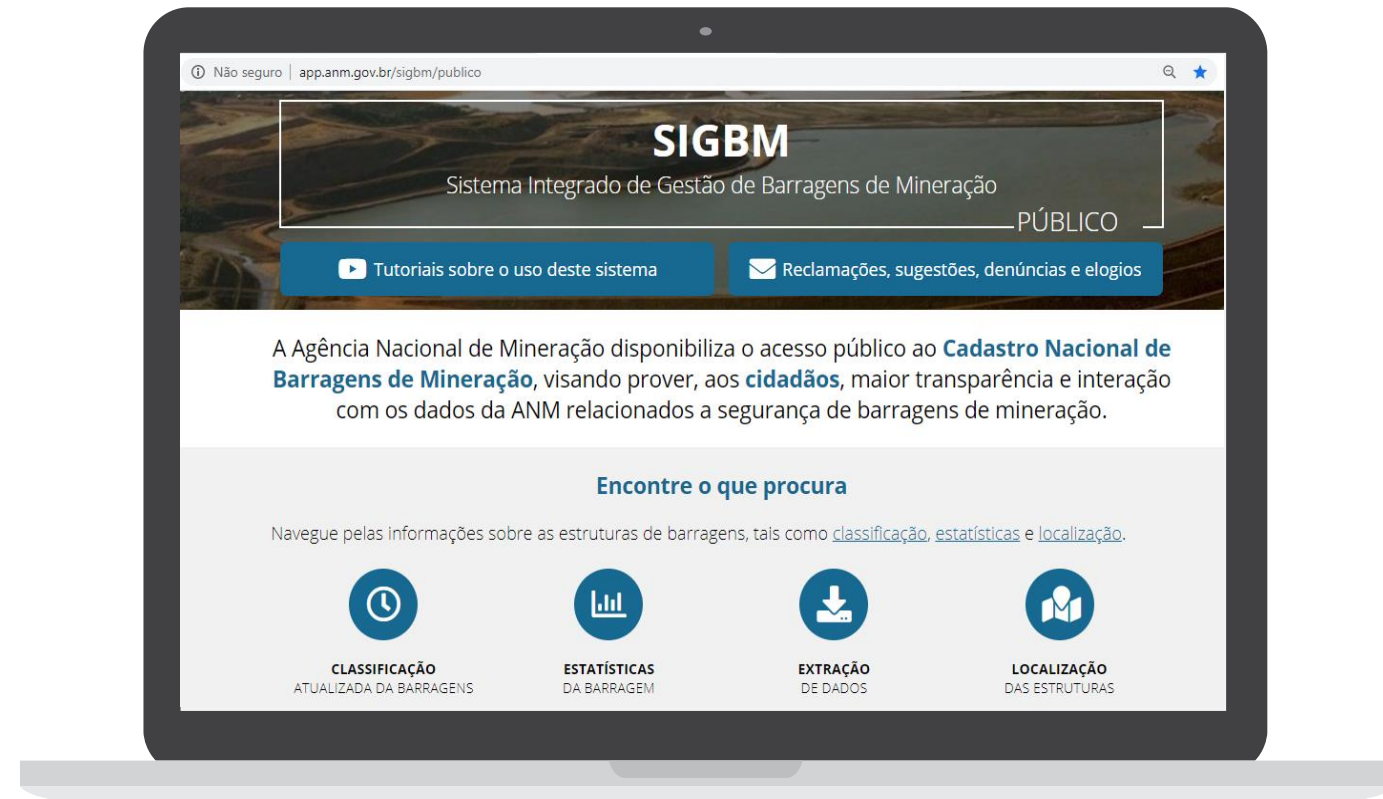 Não seguro | app.anm.gov.br/sigbm/publico
SIGBM
Sistema Integrado de Gestão de Barragens de Mineração
PÚBLICO
Tutoriais sobre o uso deste sistema
Reclamações, sugestões, denúncias e elogios
A Agência Nacional de Mineração disponibiliza o acesso público ao Cadastro Nacional de
Barragens de Mineração, visando prover, aos cidadãos, maior transparência e interação
com os dados da ANM relacionados a segurança de barragens de mineração.
Encontre o que procura
Navegue pelas informações sobre as estruturas de barragens, tais como classificação, estatísticas e localização.
CLASSIFICAÇÃO
ATUALIZADA DA BARRAGENS
ESTATÍSTICAS
DA BARRAGEM
EXTRAÇÃO
DE DADOS
LOCALIZAÇÃO
DAS ESTRUTURAS